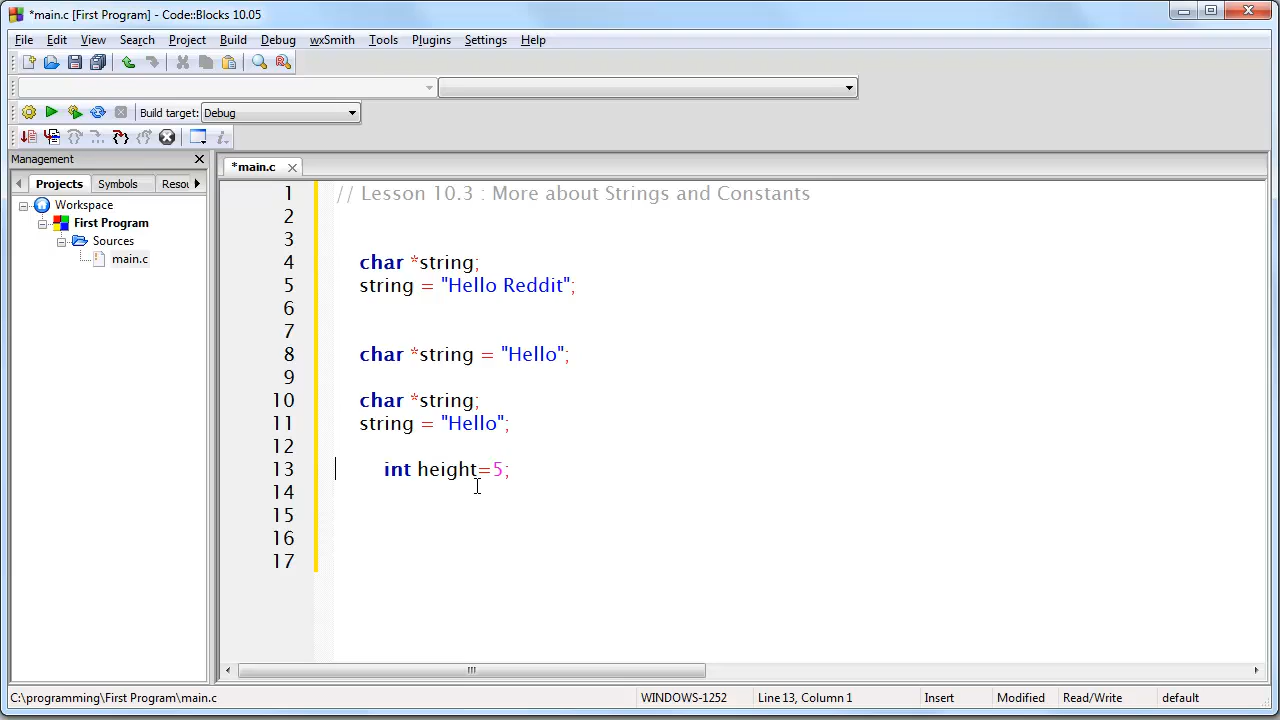 *main.c [First Program] - Code::Blocks 10.05
File Edit View Search Project Build Debug wxSmith Tools Plugins Settings Help
Build target: Debug
Management
*main.c
Projects Symbols Resou
Workspace
First Program
Sources
main.c
1 // Lesson 10.3 : More about Strings and Constants
2
3
4 char *string;
5 string = "Hello Reddit";
6
7
8 char *string = "Hello";
9
10 char *string;
11 string = "Hello";
12
13 int height=5;
14
15
16
17
C:\programming\First Program\main.c WINDOWS-1252 Line 13, Column 1 Insert Modified Read/Write default